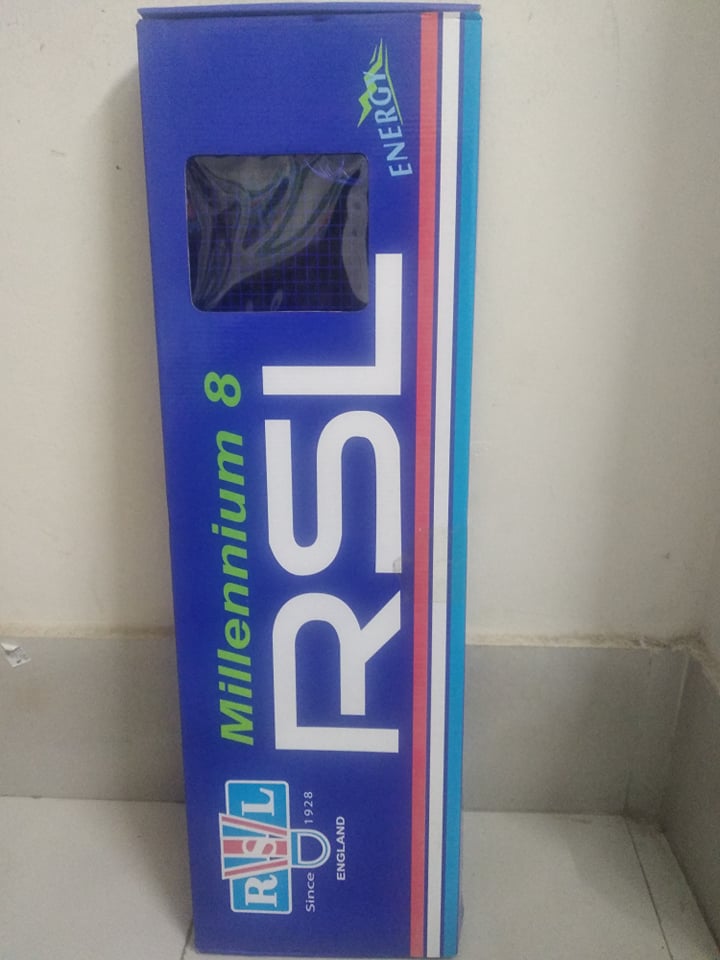 ENERGY
Millennium 8
RSL
RSL
Since 1928
ENGLAND